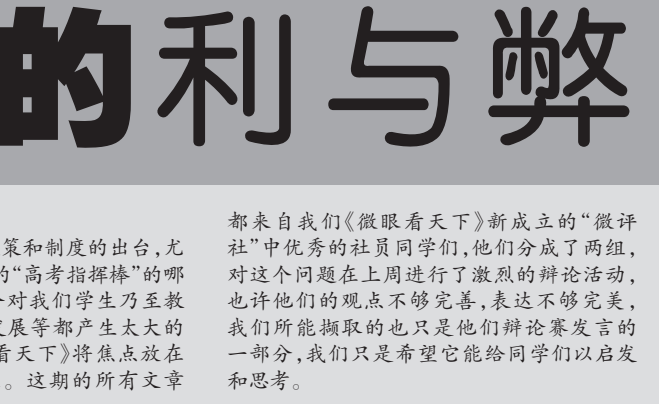 的利与弊
策和制度的出台,尤
的“高考指挥棒”的哪
对我们学生乃至教
发展等都产生太大的
看天下》将焦点放在
。这期的所有文章
都来自我们《微眼看天下》新成立的“微评
社”中优秀的社员同学们,他们分成了两组,
对这个问题在上周进行了激烈的辩论活动,
也许他们的观点不够完善,表达不够完美,
我们所能撷取的也只是他们辩论赛发言的
一部分,我们只是希望它能给同学们以启发
和思考。